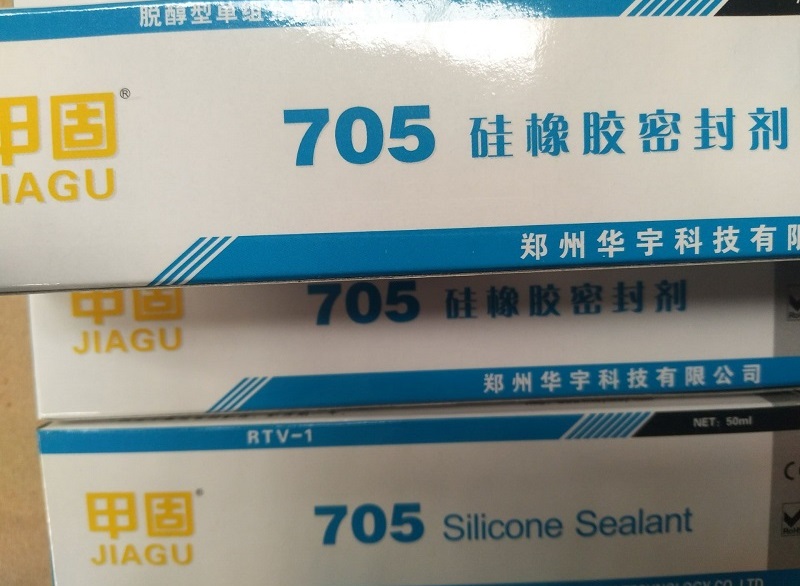 脱醇型单组
甲固®
JIAGU
705 硅橡胶密封剂
郑州华宇科技有限
甲固
JIAGU
705 硅橡胶密封剂
郑州华宇科技有限公司
RTV-1
NET: 50ml
甲固®
JIAGU
705 Silicone Sealant
CO.,LTD